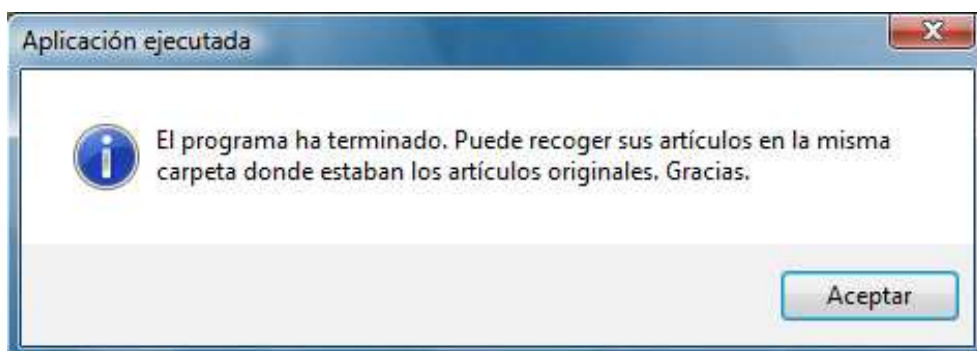 Aplicación ejecutada
El programa ha terminado. Puede recoger sus artículos en la misma
carpeta donde estaban los artículos originales. Gracias.
Aceptar